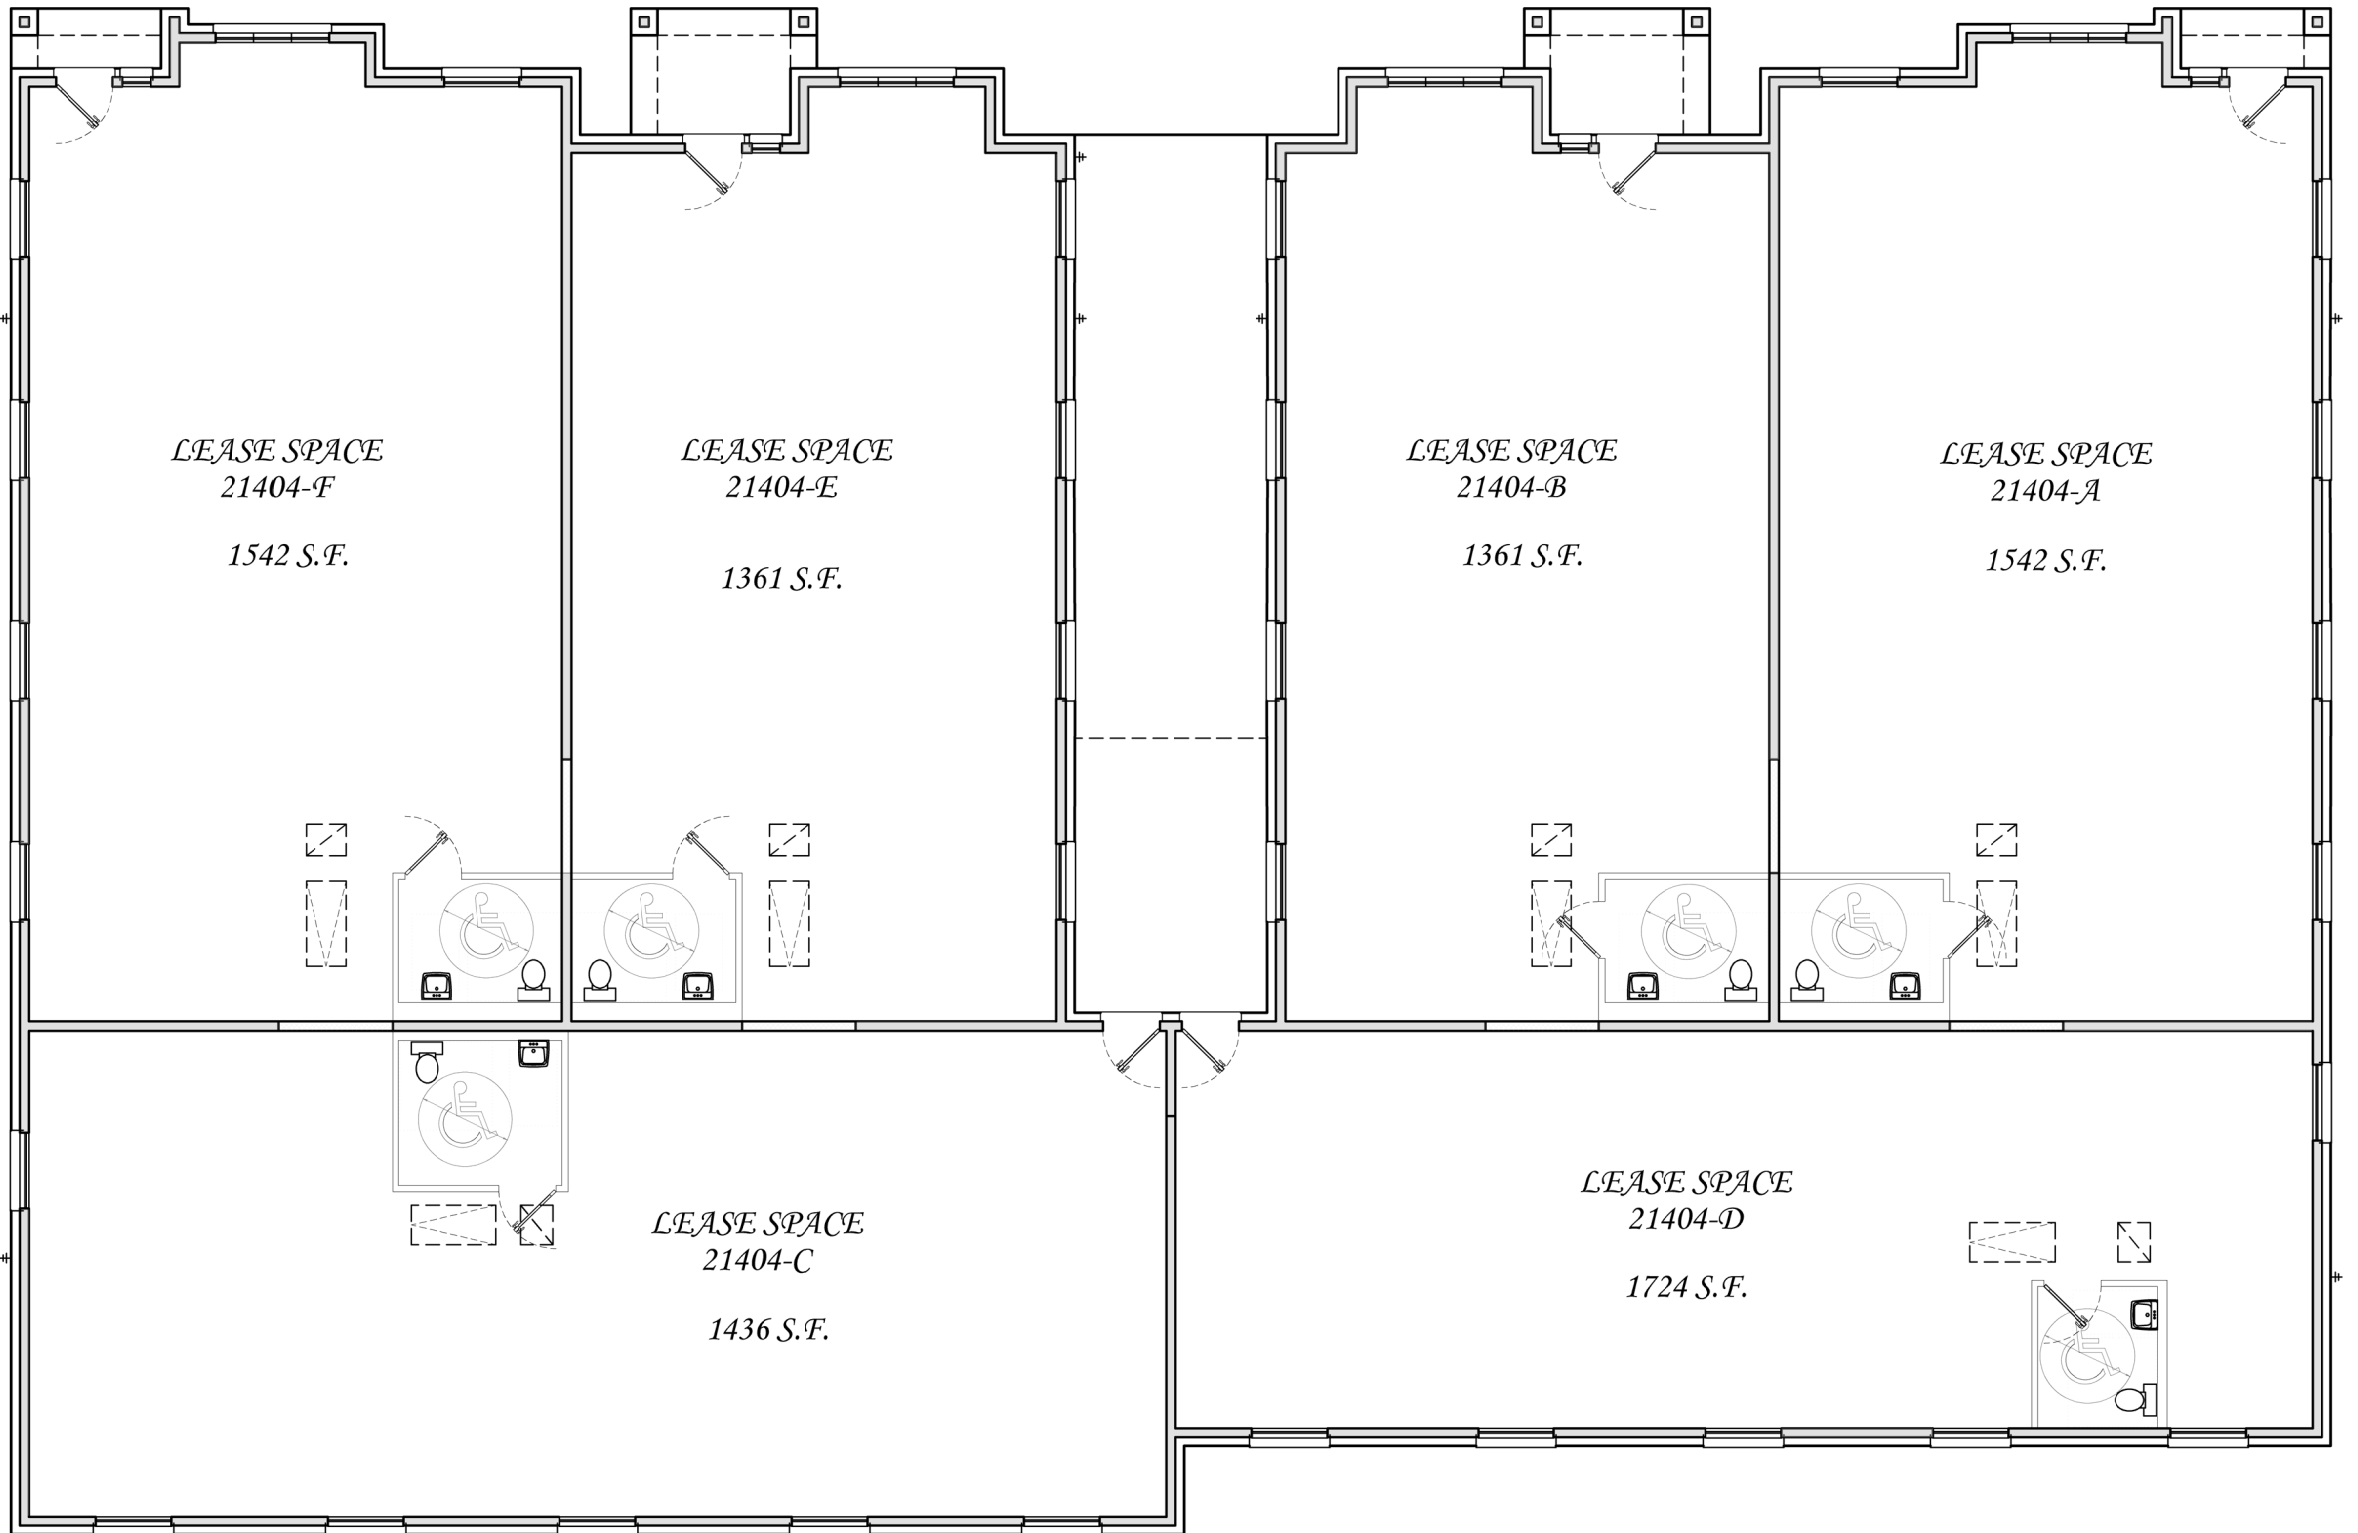 LEASE SPACE
21404-F
1542 S.F.
LEASE SPACE
21404-E
1361 S.F.
LEASE SPACE
21404-B
1361 S.F.
LEASE SPACE
21404-A
1542 S.F.
LEASE SPACE
21404-C
1436 S.F.
LEASE SPACE
21404-D
1724 S.F.